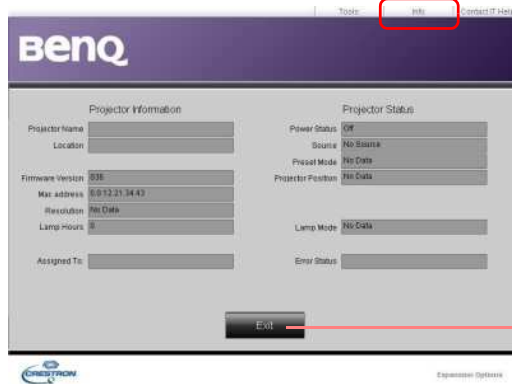 Tools Info Contact IT Help
BenQ
Projector Information
Projector Status
Projector Name
Location
Firmware Version 036
Mac address 0.0.12.21.34.43
Resolution No Data
Lamp Hours 0
Assigned To:
Power Status Off
Source No Source
Preset Mode No Data
Projector Position No Data
Lamp Mode No Data
Error Status
Exit
CRESTRON
Expansion Options